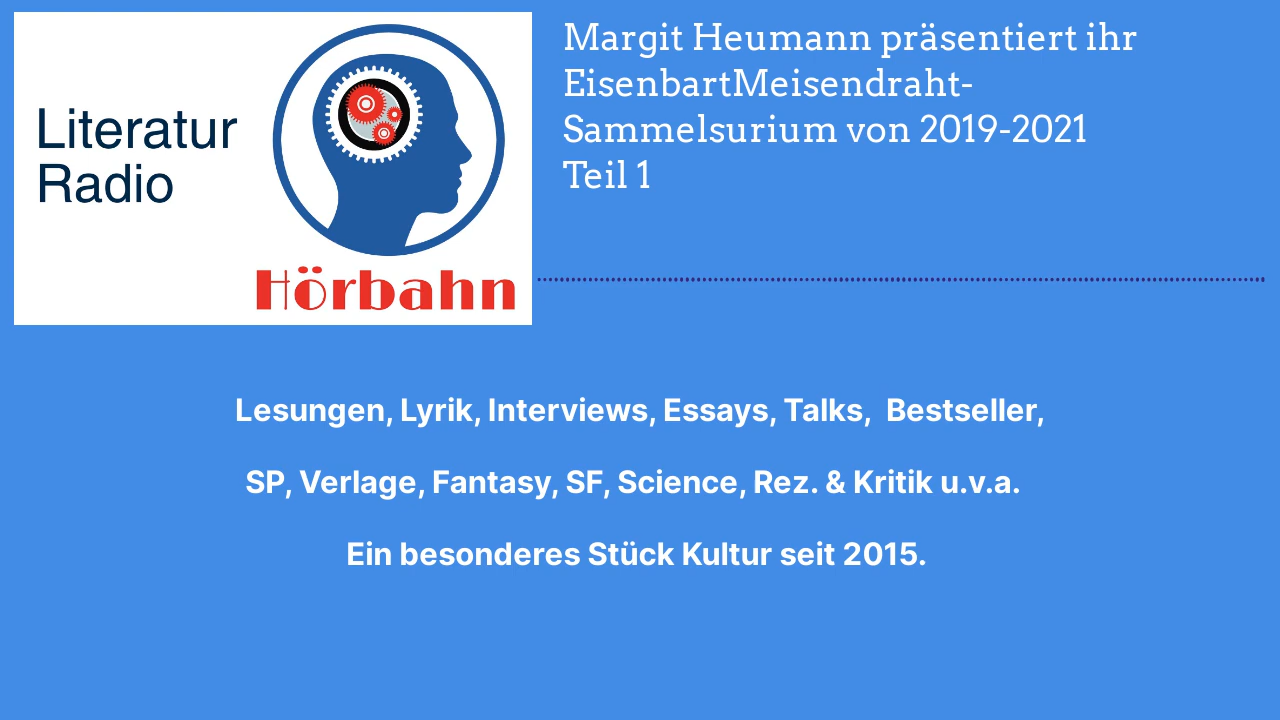 Literatur
Radio
Hörbahn
Margit Heumann präsentiert ihr
EisenbartMeisendraht-
Sammelsurium von 2019-2021
Teil 1
Lesungen, Lyrik, Interviews, Essays, Talks,  Bestseller,
SP, Verlage, Fantasy, SF, Science, Rez. & Kritik u.v.a.
Ein besonderes Stück Kultur seit 2015.